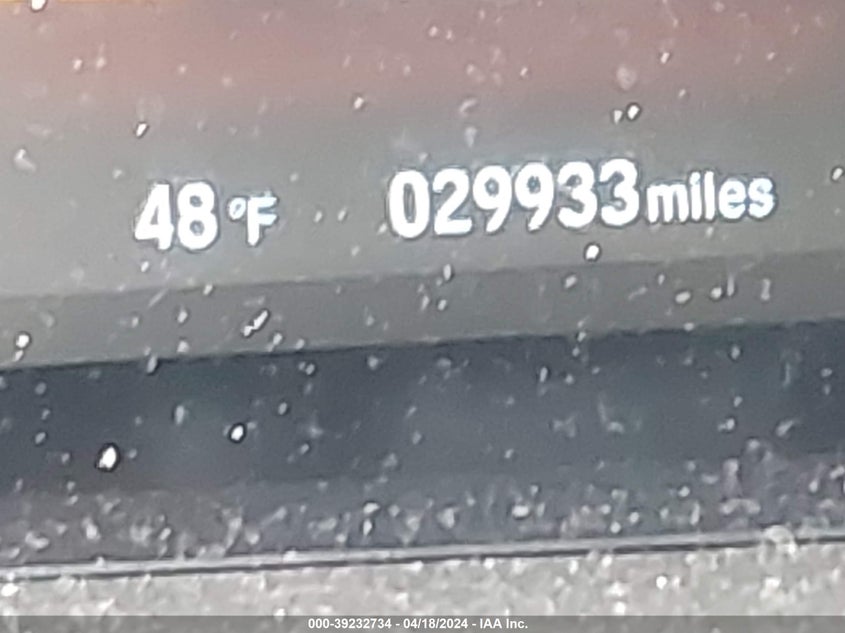 48 °F 029933 miles
000-39232734 - 04/18/2024 - IAA Inc.